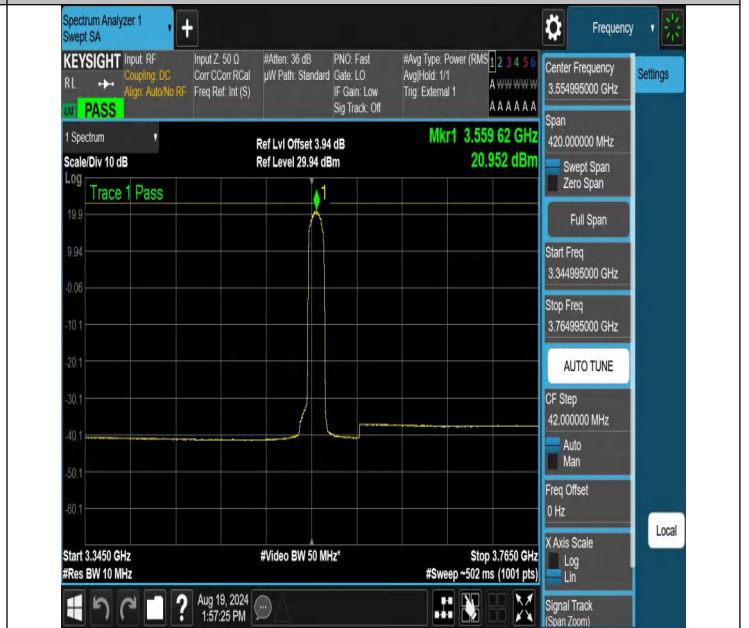 Spectrum Analyzer 1
Swept SA
+
Frequency
KEYSIGHT
RL
PASS
Input: RF
Coupling: DC
Align: Auto/No RF
Input Z: 50 Ω
Corr CCorr RCal
Freq Ref: Int (S)
#Atten: 36 dB
µW Path: Standard
PNO: Fast
Gate: LO
IF Gain: Low
Sig Track: Off
#Avg Type: Power (RMS
Avg|Hold: 1/1
Trig: External 1
1 2 3 4 5 6
A W W W W W
A A A A A A
Center Frequency
3.554995000 GHz
Settings
Span
420.000000 MHz
Swept Span
Zero Span
Full Span
Start Freq
3.344995000 GHz
Stop Freq
3.764995000 GHz
AUTO TUNE
CF Step
42.000000 MHz
Auto
Man
Freq Offset
0 Hz
X Axis Scale
Log
Lin
Signal Track
(Span Zoom)
Local
1 Spectrum
Scale/Div 10 dB
Ref Lvl Offset 3.94 dB
Ref Level 29.94 dBm
Mkr1 3.559 62 GHz
20.952 dBm
Log
Trace 1 Pass
1
19.9
9.94
-0.06
-10.1
-20.1
-30.1
-40.1
-50.1
-60.1
Start 3.3450 GHz
#Res BW 10 MHz
#Video BW 50 MHz*
Stop 3.7650 GHz
#Sweep ~502 ms (1001 pts)
?
Aug 19, 2024
1:57:25 PM